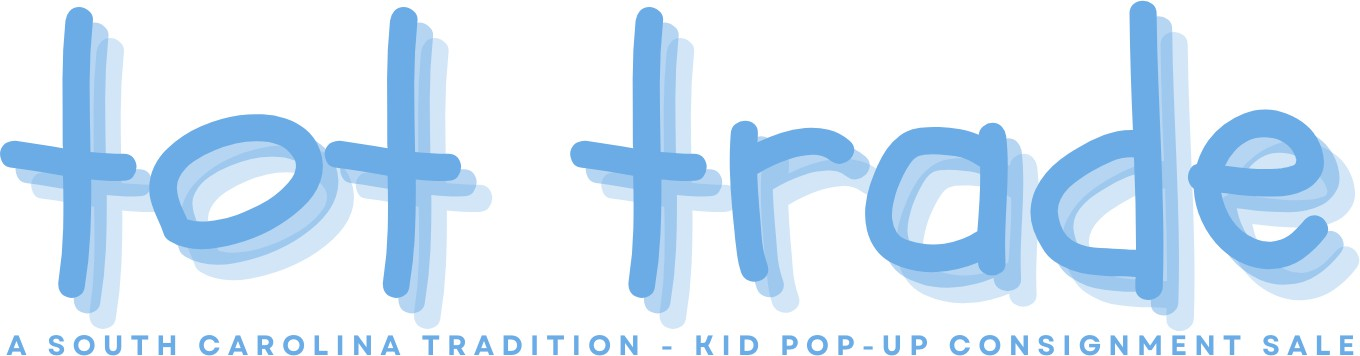 tot trade
A SOUTH CAROLINA TRADITION - KID POP-UP CONSIGNMENT SALE